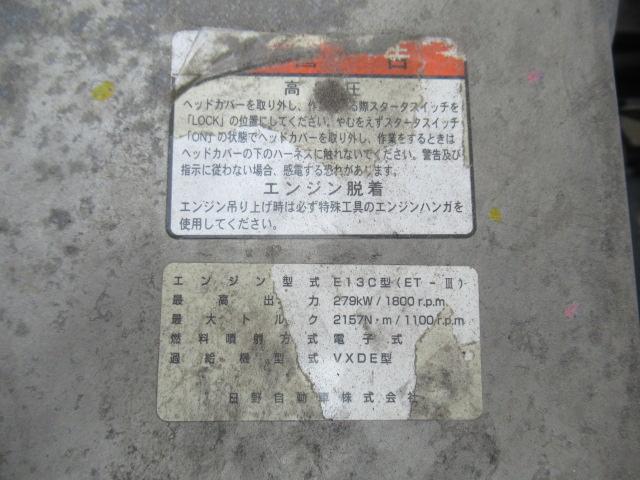 告
高 圧
ヘッドカバーを取り外し、作 る際スタータスイッチを
「LOCK」の位置にしてください。やむをえずスタータスイッチ
「ON」の状態でヘッドカバーを取り外し、作業をするときは
ヘッドカバーの下のハーネスに触れないでください。警告及び
指示に従わない場合、感電する恐れがあります。
エンジン脱着
エンジン吊り上げ時は必ず特殊工具のエンジンハンガを
使用してください。
エンジン型式 E13C型(ET-Ⅲ)
最高出力 279kW/1800r.p.m
最大トルク 2157N・m/1100r.p.m
燃料噴射方式 電子式
過給機型式 VXDE型
日野自動車株式会社